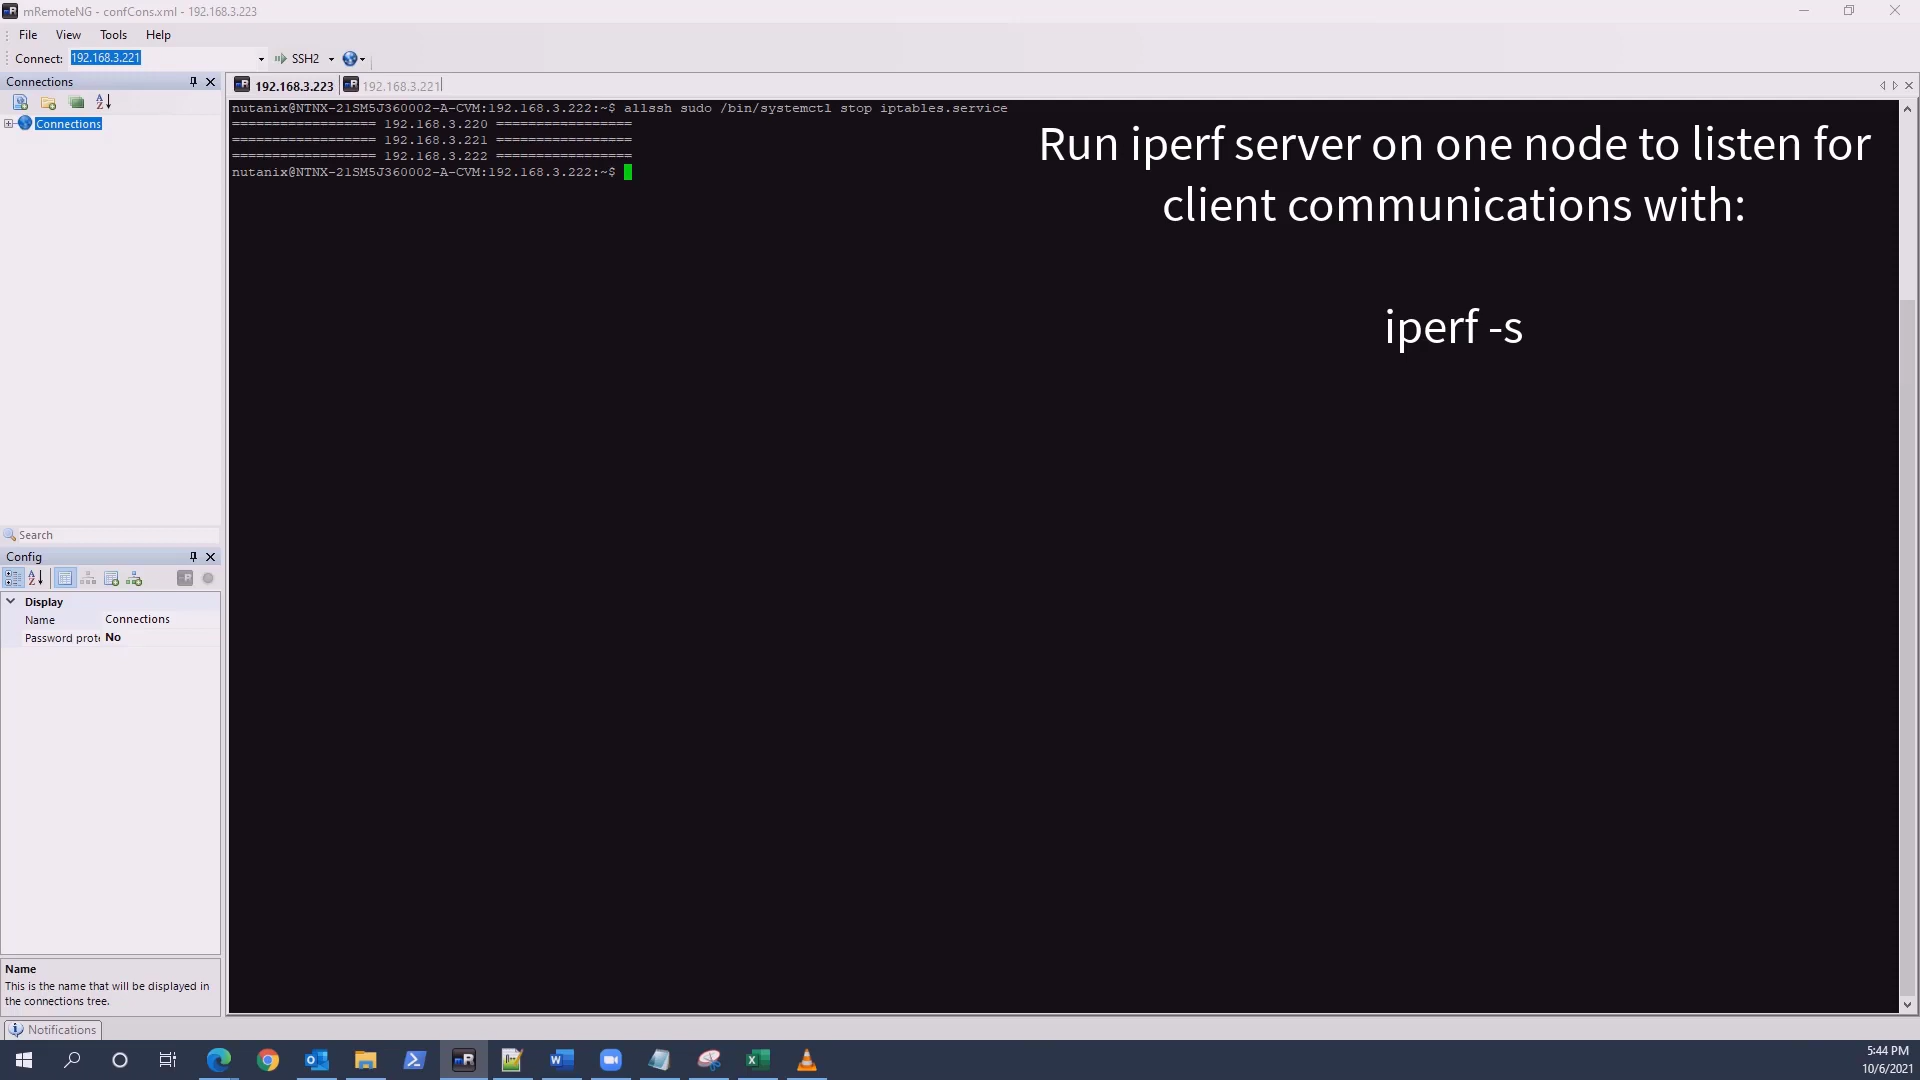 mRemoteNG - confCons.xml - 192.168.3.223
File View Tools Help
Connect: 192.168.3.221 SSH2
Connections
192.168.3.223 192.168.3.221
Connections
nutanix@NTNX-21SM5J360002-A-CVM:192.168.3.222:~$ allssh sudo /bin/systemctl stop iptables.service
================== 192.168.3.220 =================
================== 192.168.3.221 =================
================== 192.168.3.222 =================
nutanix@NTNX-21SM5J360002-A-CVM:192.168.3.222:~$
Run iperf server on one node to listen for
client communications with:
iperf -s
Search
Config
Display
Name Connections
Password prote No
Name
This is the name that will be displayed in
the connections tree.
Notifications
5:44 PM
10/6/2021